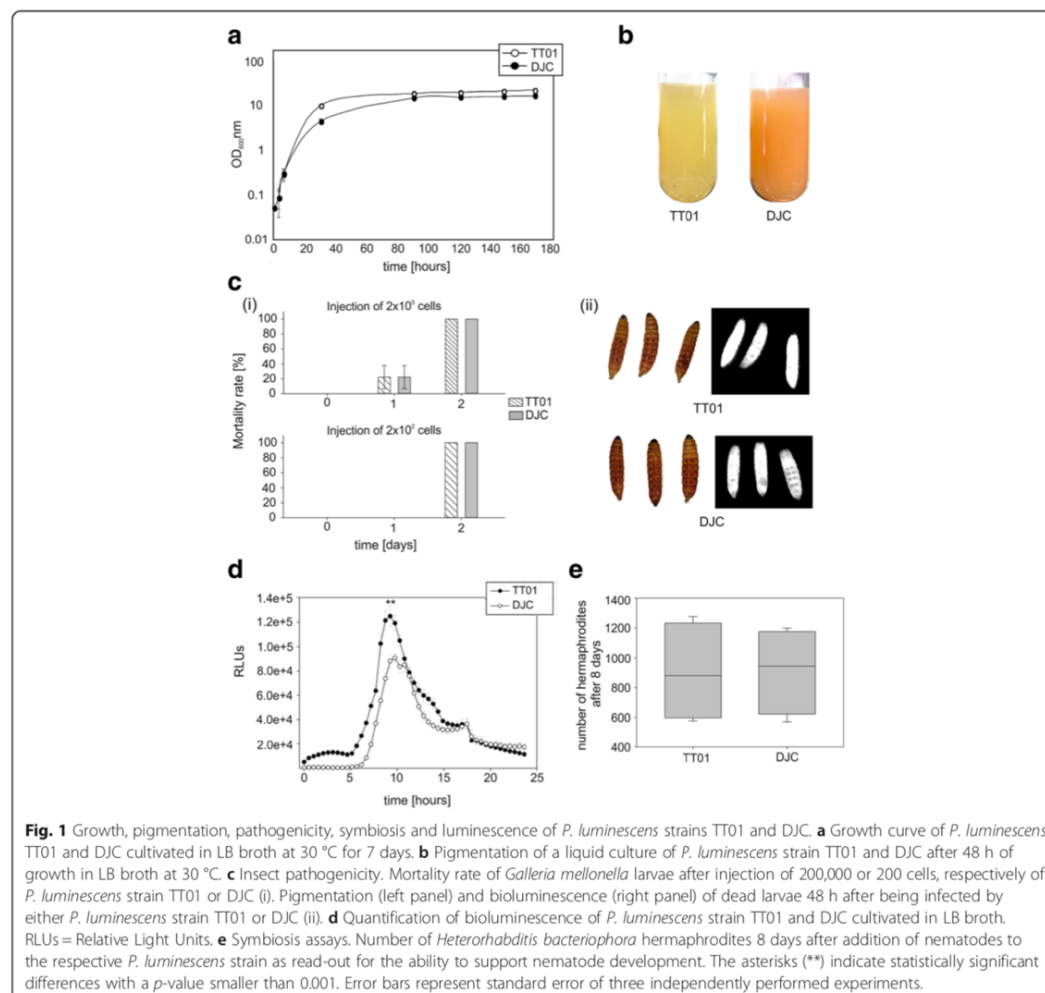 a
100
10
1
0.1
0.01
OD600nm
TT01
DJC
0 20 40 60 80 100 120 140 160 180
time [hours]
b
TT01 DJC
c
(i)
Injection of 2x10⁵ cells
100
80
60
40
20
0
0 1 2
Mortality rate [%]
TT01
DJC
Injection of 2x10² cells
100
80
60
40
20
0
0 1 2
time [days]
(ii)
TT01
DJC
d
TT01
DJC
**
1.4e+5
1.2e+5
1.0e+5
8.0e+4
6.0e+4
4.0e+4
2.0e+4
RLUs
0 5 10 15 20 25
time [hours]
e
1400
1200
1000
800
600
400
number of hermaphrodites
after 8 days
TT01 DJC
Fig. 1 Growth, pigmentation, pathogenicity, symbiosis and luminescence of P. luminescens strains TT01 and DJC. a Growth curve of P. luminescens
TT01 and DJC cultivated in LB broth at 30 °C for 7 days. b Pigmentation of a liquid culture of P. luminescens strain TT01 and DJC after 48 h of
growth in LB broth at 30 °C. c Insect pathogenicity. Mortality rate of Galleria mellonella larvae after injection of 200,000 or 200 cells, respectively of
P. luminescens strain TT01 or DJC (i). Pigmentation (left panel) and bioluminescence (right panel) of dead larvae 48 h after being infected by
either P. luminescens strain TT01 or DJC (ii). d Quantification of bioluminescence of P. luminescens strain TT01 and DJC cultivated in LB broth.
RLUs = Relative Light Units. e Symbiosis assays. Number of Heterorhabditis bacteriophora hermaphrodites 8 days after addition of nematodes to
the respective P. luminescens strain as read-out for the ability to support nematode development. The asterisks (**) indicate statistically significant
differences with a p-value smaller than 0.001. Error bars represent standard error of three independently performed experiments.